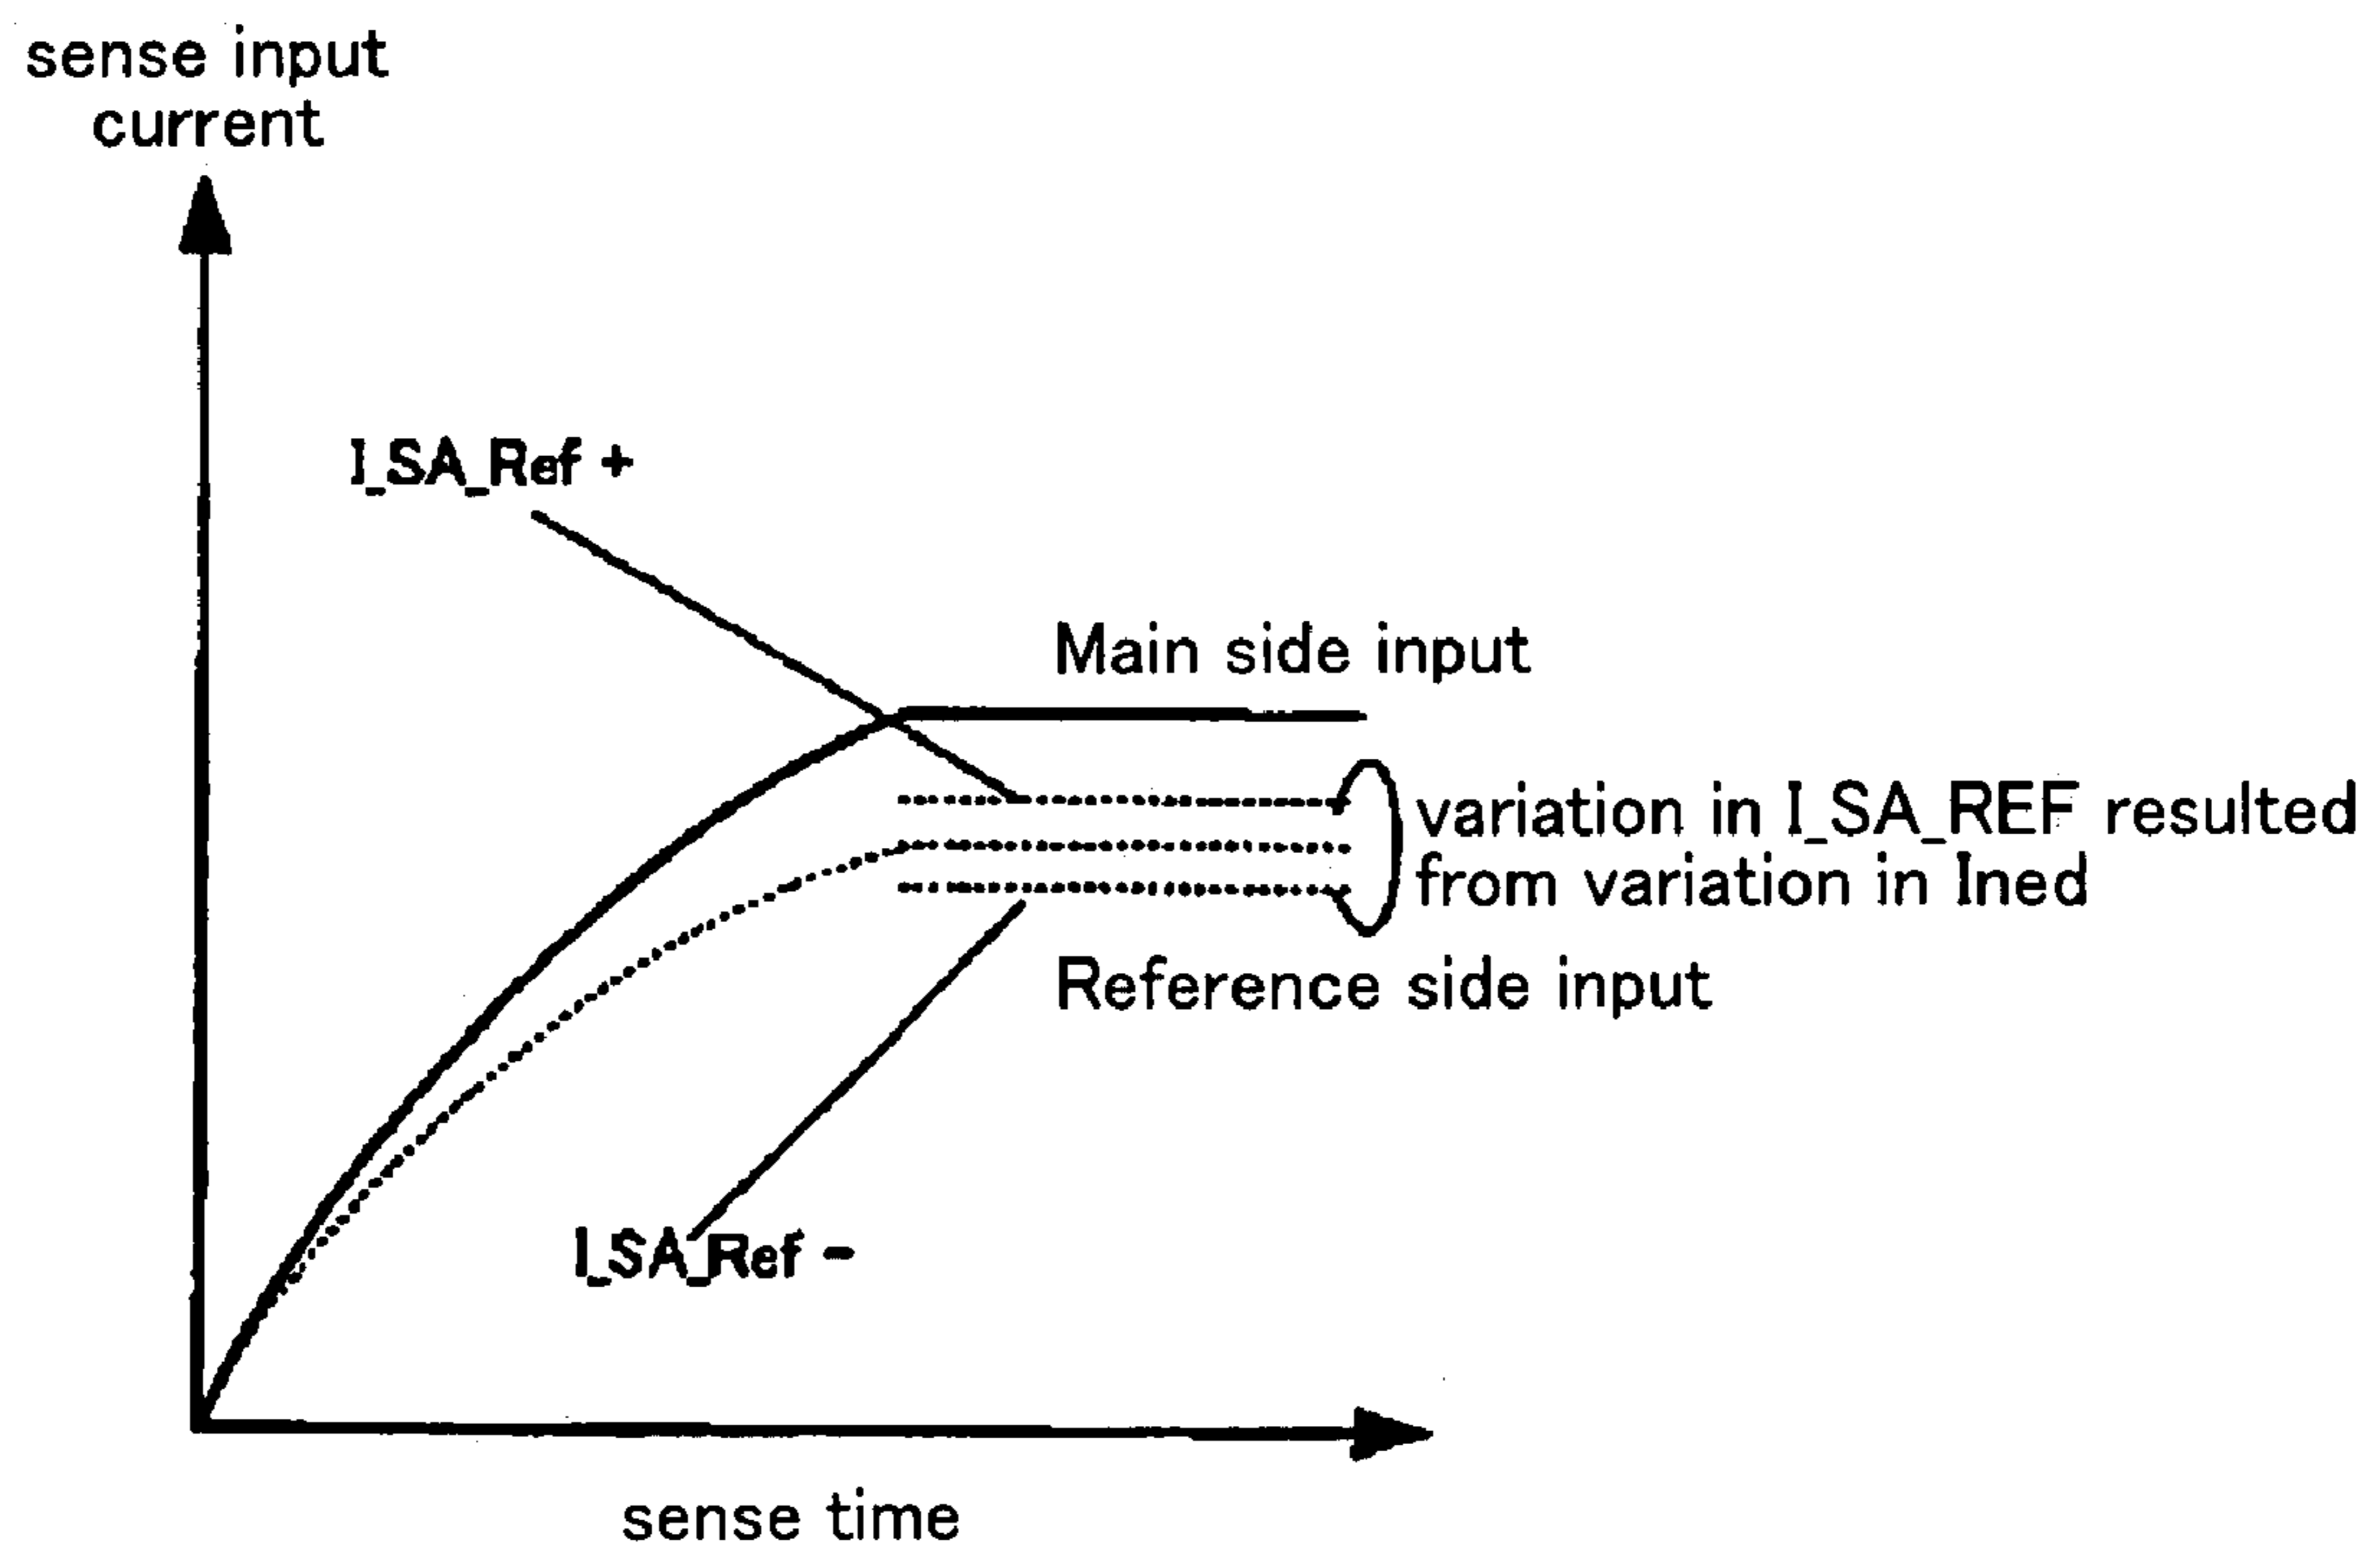 sense input
current
I_SA_Ref +
Main side input
variation in I_SA_REF resulted
from variation in Ined
Reference side input
I_SA_Ref -
sense time